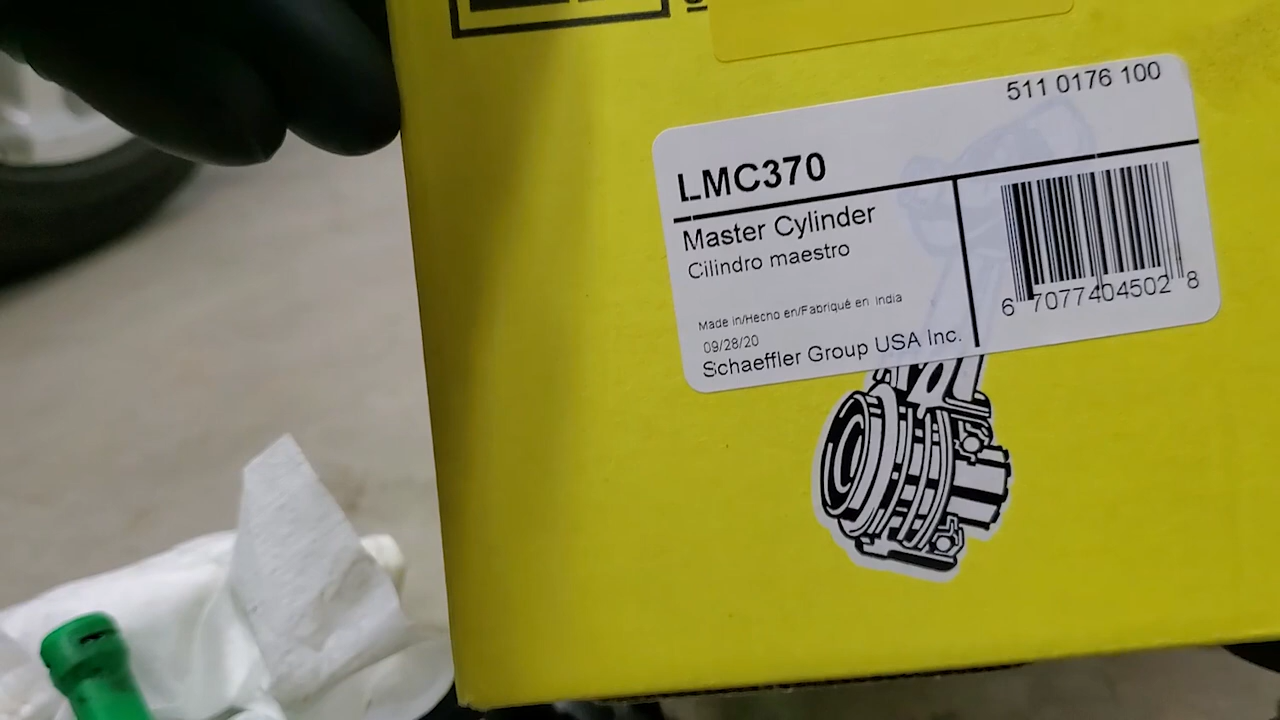 511 0176 100
LMC370
Master Cylinder
Cilindro maestro
Made in/Hecho en/Fabriqué en India
09/28/20
Schaeffler Group USA Inc.
6 7077404502 8